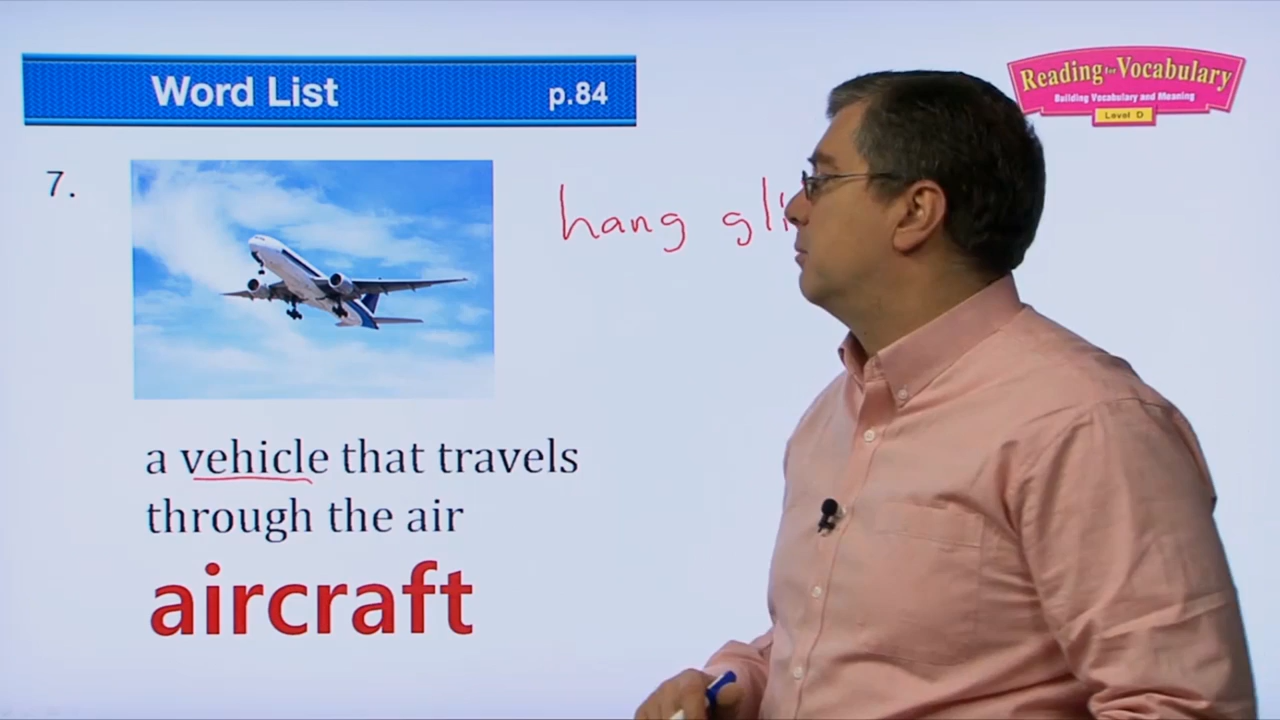 Word List p.84
Reading for Vocabulary
Building Vocabulary and Meaning
Level D
7.
hang
a vehicle that travels
through the air
aircraft